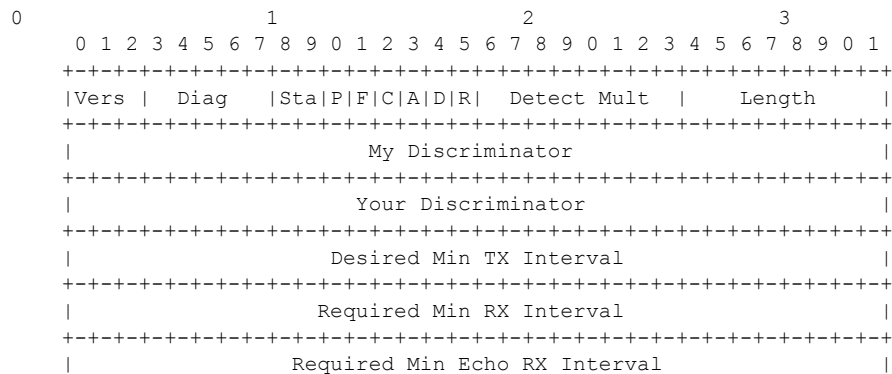 0                   1                   2                   3
 0 1 2 3 4 5 6 7 8 9 0 1 2 3 4 5 6 7 8 9 0 1 2 3 4 5 6 7 8 9 0 1
+-+-+-+-+-+-+-+-+-+-+-+-+-+-+-+-+-+-+-+-+-+-+-+-+-+-+-+-+-+-+-+-+
|Vers |  Diag   |Sta|P|F|C|A|D|R|  Detect Mult  |    Length     |
+-+-+-+-+-+-+-+-+-+-+-+-+-+-+-+-+-+-+-+-+-+-+-+-+-+-+-+-+-+-+-+-+
|                       My Discriminator                        |
+-+-+-+-+-+-+-+-+-+-+-+-+-+-+-+-+-+-+-+-+-+-+-+-+-+-+-+-+-+-+-+-+
|                      Your Discriminator                       |
+-+-+-+-+-+-+-+-+-+-+-+-+-+-+-+-+-+-+-+-+-+-+-+-+-+-+-+-+-+-+-+-+
|                    Desired Min TX Interval                    |
+-+-+-+-+-+-+-+-+-+-+-+-+-+-+-+-+-+-+-+-+-+-+-+-+-+-+-+-+-+-+-+-+
|                   Required Min RX Interval                    |
+-+-+-+-+-+-+-+-+-+-+-+-+-+-+-+-+-+-+-+-+-+-+-+-+-+-+-+-+-+-+-+-+
|                 Required Min Echo RX Interval                 |